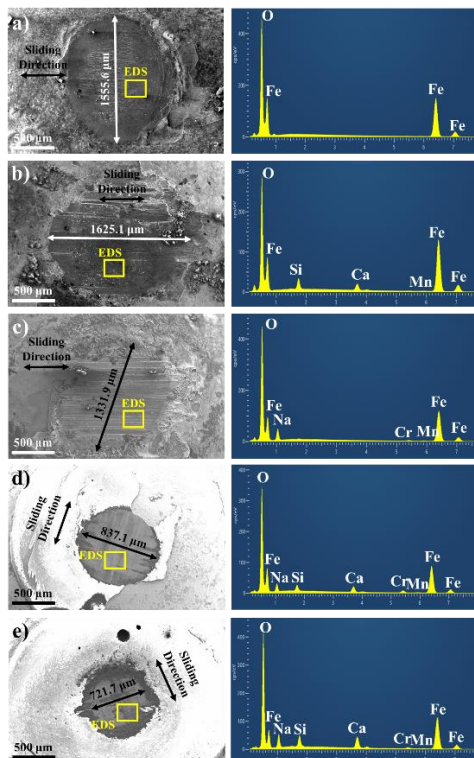 a)
Sliding
Direction
EDS
1555.6 µm
500 µm
O
Fe
Fe
Fe
b)
Sliding
Direction
1625.1 µm
EDS
500 µm
O
Fe
Si
Ca
Mn
Fe
Fe
c)
Sliding
Direction
1331.9 µm
EDS
500 µm
O
Fe
Na
Cr
Mn
Fe
Fe
d)
Sliding
Direction
837.1 µm
EDS
500 µm
O
Fe
Na
Si
Ca
Cr
Mn
Fe
Fe
e)
Sliding
Direction
721.7 µm
EDS
500 µm
O
Fe
Na
Si
Ca
Cr
Mn
Fe
Fe